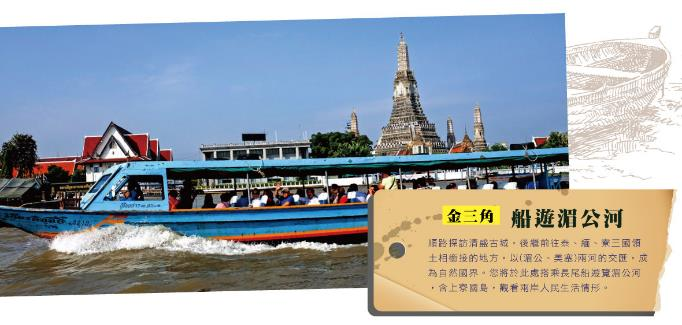 金三角 船遊湄公河
順路探訪清盛古城，後續前往泰、緬、寮三國領
土相銜接的地方，以(湄公、美塞)兩河的交匯，成
為自然國界。您將於此處搭乘長尾船遊覽湄公河
，含上寮國島，觀看兩岸人民生活情形。